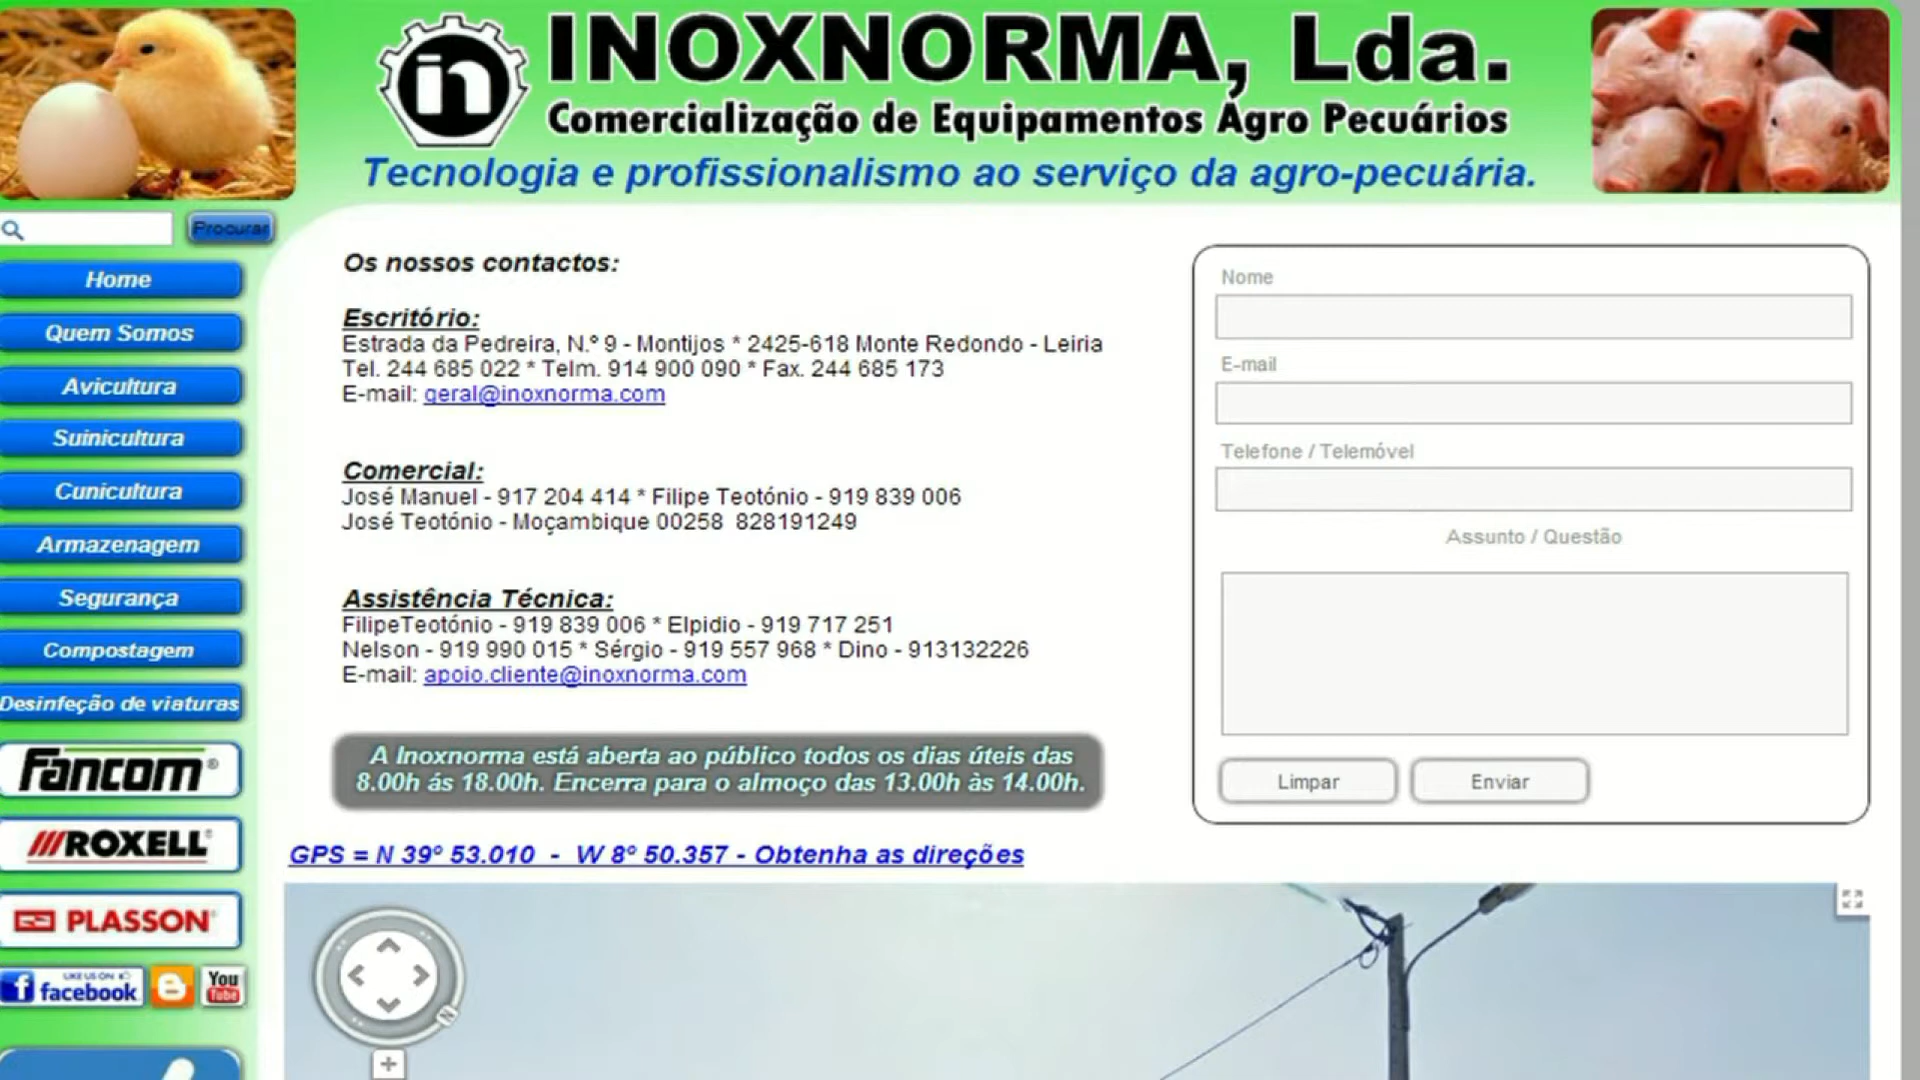 in
INOXNORMA, Lda.
Comercialização de Equipamentos Agro Pecuários
Tecnologia e profissionalismo ao serviço da agro-pecuária.
Procurar
Home
Quem Somos
Avicultura
Suinicultura
Cunicultura
Armazenagem
Segurança
Compostagem
Desinfeção de viaturas
Fancom®
ROXELL®
PLASSON®
LIKE US ON
facebook
You
Tube
Os nossos contactos:
Escritório:
Estrada da Pedreira, N.º 9 - Montijos * 2425-618 Monte Redondo - Leiria
Tel. 244 685 022 * Telm. 914 900 090 * Fax. 244 685 173
E-mail: geral@inoxnorma.com
Comercial:
José Manuel - 917 204 414 * Filipe Teotónio - 919 839 006
José Teotónio - Moçambique 00258 828191249
Assistência Técnica:
FilipeTeotónio - 919 839 006 * Elpidio - 919 717 251
Nelson - 919 990 015 * Sérgio - 919 557 968 * Dino - 913132226
E-mail: apoio.cliente@inoxnorma.com
A Inoxnorma está aberta ao público todos os dias úteis das
8.00h ás 18.00h. Encerra para o almoço das 13.00h às 14.00h.
GPS = N 39º 53.010 - W 8º 50.357 - Obtenha as direções
N
Nome
E-mail
Telefone / Telemóvel
Assunto / Questão
Limpar
Enviar